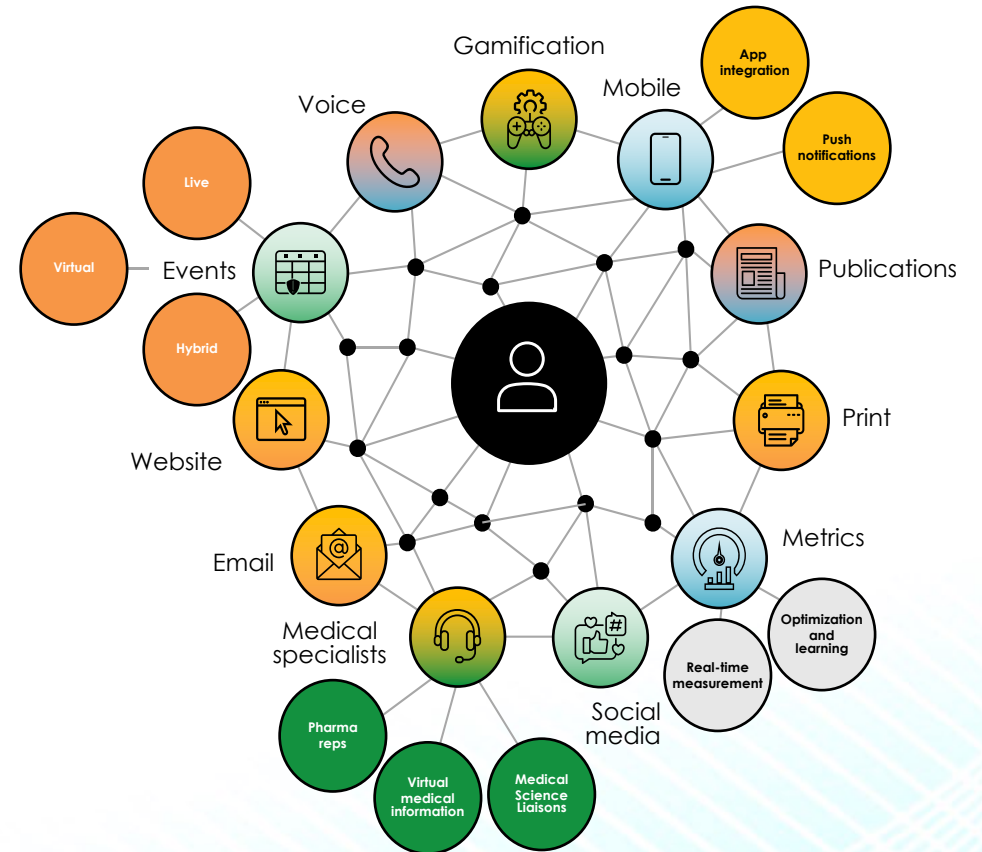 Gamification
App
integration
Mobile
Voice
Push
notifications
Live
Virtual
Events
Publications
Hybrid
Print
Website
Metrics
Email
@
#
Medical
specialists
Optimization
and
learning
Real-time
measurement
Social
media
Pharma
reps
Virtual
medical
information
Medical
Science
Liaisons